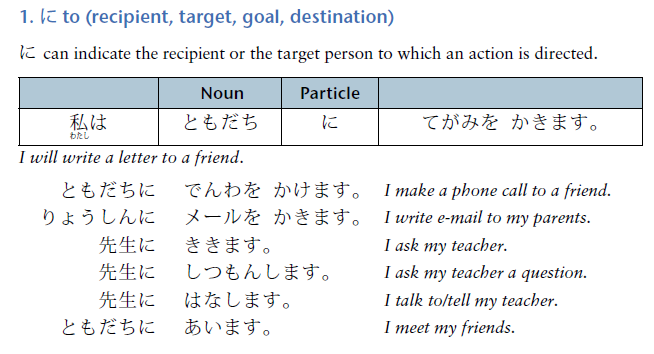 1. に to (recipient, target, goal, destination)
に can indicate the recipient or the target person to which an action is directed.
Noun Particle
私は ともだち に てがみを かきます。
わたし
I will write a letter to a friend.
ともだちに でんわを かけます。 I make a phone call to a friend.
りょうしんに メールを かきます。 I write e-mail to my parents.
先生に ききます。 I ask my teacher.
先生に しつもんします。 I ask my teacher a question.
先生に はなします。 I talk to/tell my teacher.
ともだちに あいます。 I meet my friends.